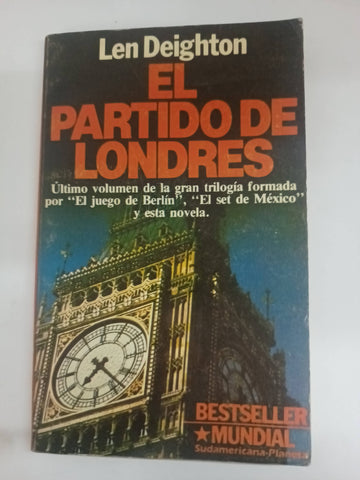 Len Deighton
EL
PARTIDO DE
LONDRES
Último volumen de la gran trilogía formada
por “El juego de Berlín”, “El set de México”
y esta novela.
BESTSELLER
★MUNDIAL
Sudamericana-Planeta